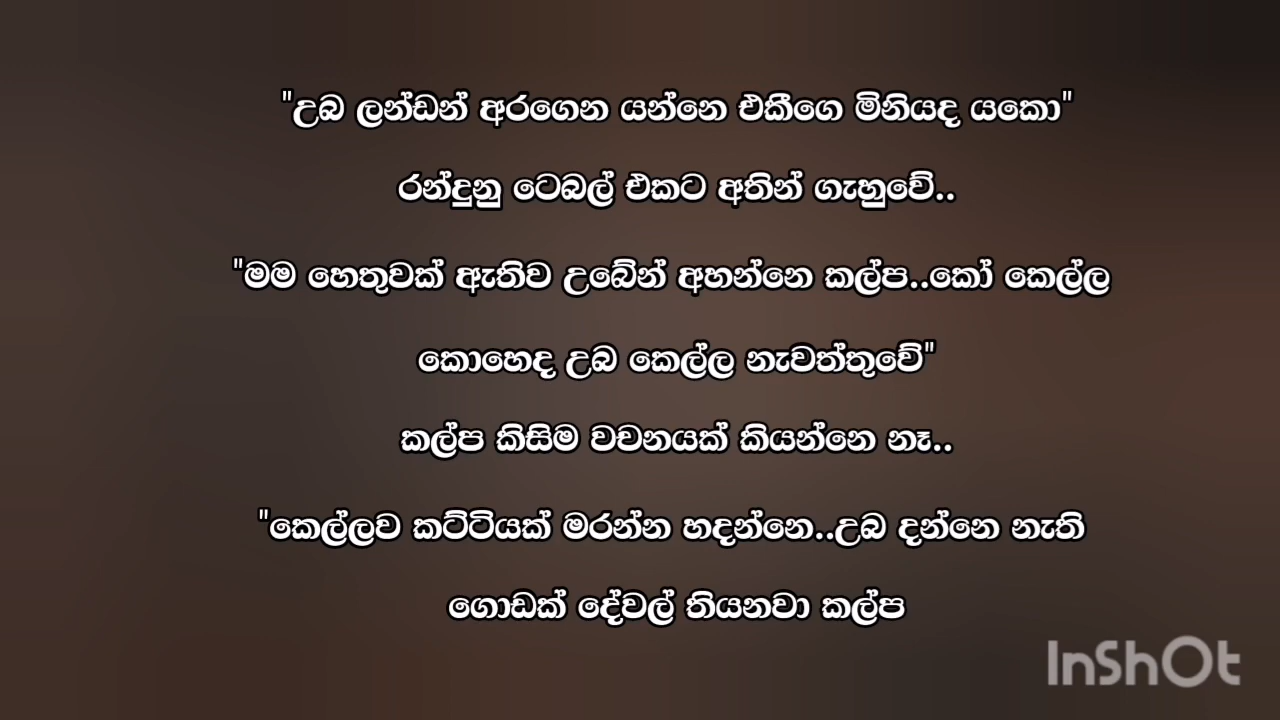 "උබ ලන්ඩන් අරගෙන යන්නෙ එකීගෙ මිනියද යකො"
රන්දුනු ටෙබල් එකට අතින් ගැහුවේ..
"මම හෙතුවක් ඇතිව උබේන් අහන්නෙ කල්ප..කෝ කෙල්ල
කොහෙද උබ කෙල්ල නැවත්තුවේ"
කල්ප කිසිම වචනයක් කියන්නෙ නෑ..
"කෙල්ලව කට්ටියක් මරන්න හදන්නෙ..උබ දන්නෙ නැති
ගොඩක් දේවල් තියනවා කල්ප
InShOt